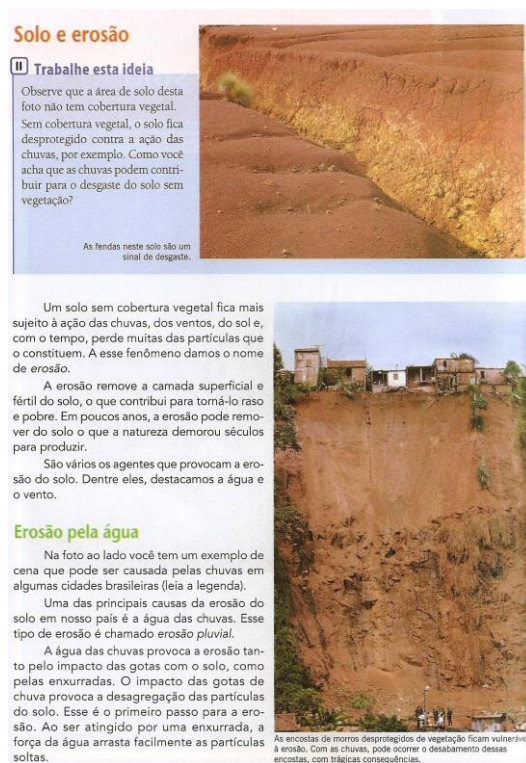 Solo e erosão
Trabalhe esta ideia
Observe que a área de solo desta
foto não tem cobertura vegetal.
Sem cobertura vegetal, o solo fica
desprotegido contra a ação das
chuvas, por exemplo. Como você
acha que as chuvas podem contri-
buir para o desgaste do solo sem
vegetação?
As fendas neste solo são um
sinal de desgaste.
Um solo sem cobertura vegetal fica mais
sujeito à ação das chuvas, dos ventos, do sol e,
com o tempo, perde muitas das partículas que
o constituem. A esse fenômeno damos o nome
de erosão.
A erosão remove a camada superficial e
fértil do solo, o que contribui para torná-lo raso
e pobre. Em poucos anos, a erosão pode remo-
ver do solo o que a natureza demorou séculos
para produzir.
São vários os agentes que provocam a ero-
são do solo. Dentre eles, destacamos a água e
o vento.
Erosão pela água
Na foto ao lado você tem um exemplo de
cena que pode ser causada pelas chuvas em
algumas cidades brasileiras (leia a legenda).
Uma das principais causas da erosão do
solo em nosso país é a água das chuvas. Esse
tipo de erosão é chamado erosão pluvial.
A água das chuvas provoca a erosão tan-
to pelo impacto das gotas com o solo, como
pelas enxurradas. O impacto das gotas de
chuva provoca a desagregação das partículas
do solo. Esse é o primeiro passo para a ero-
são. Ao ser atingido por uma enxurrada, a
força da água arrasta facilmente as partículas
soltas.
As encostas de morros desprotegidos de vegetação ficam vulneráve
à erosão. Com as chuvas, pode ocorrer o desabamento dessas
encostas, com trágicas consequências.